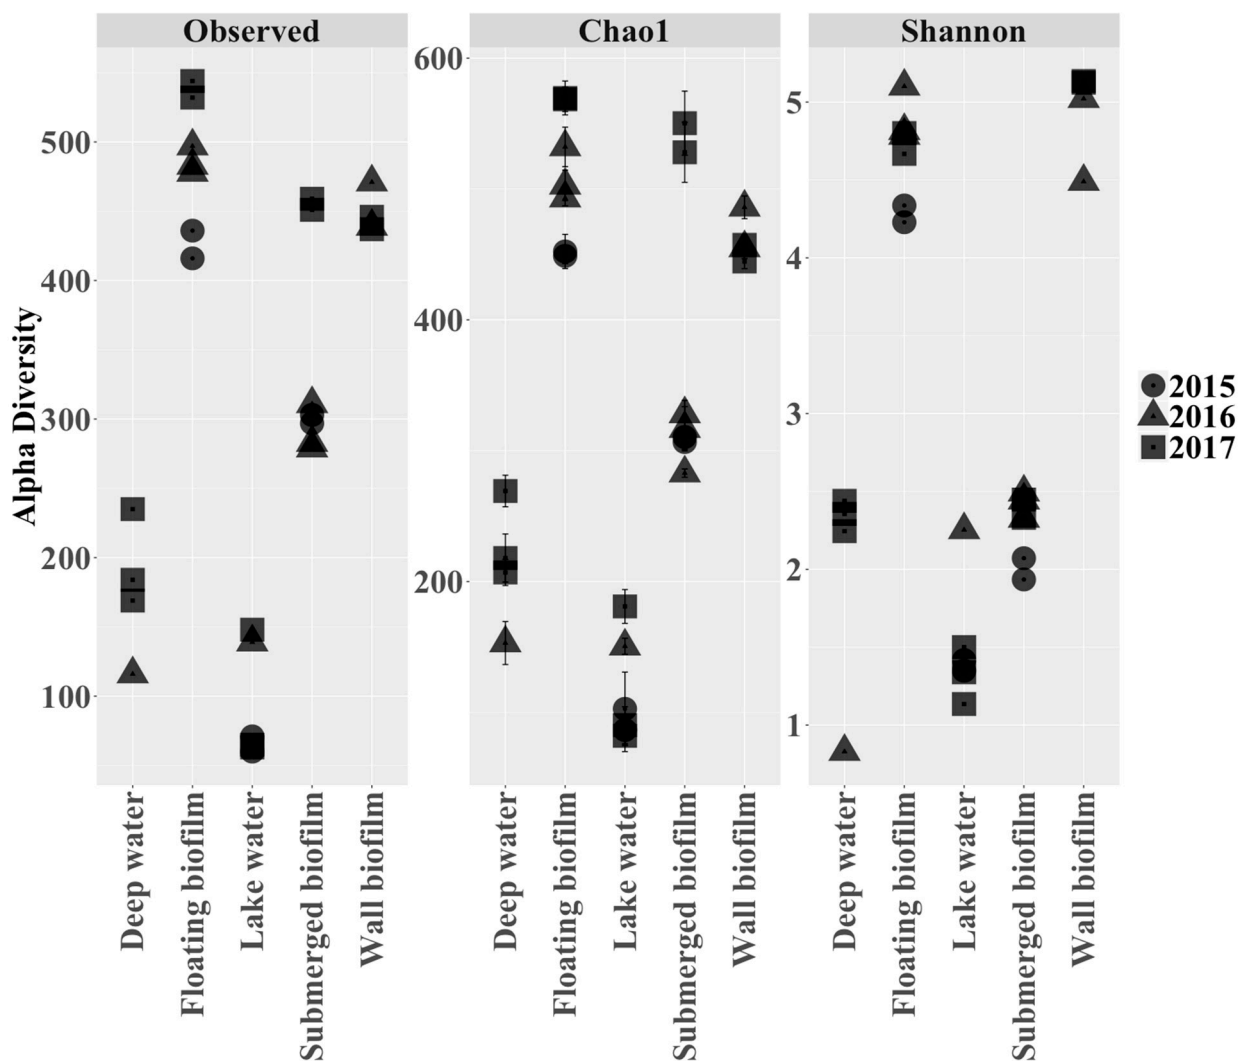 Observed
Chao1
Shannon
Alpha Diversity
500
400
300
200
100
600
400
200
5
4
3
2
1
Deep water
Floating biofilm
Lake water
Submerged biofilm
Wall biofilm
Deep water
Floating biofilm
Lake water
Submerged biofilm
Wall biofilm
Deep water
Floating biofilm
Lake water
Submerged biofilm
Wall biofilm
2015
2016
2017